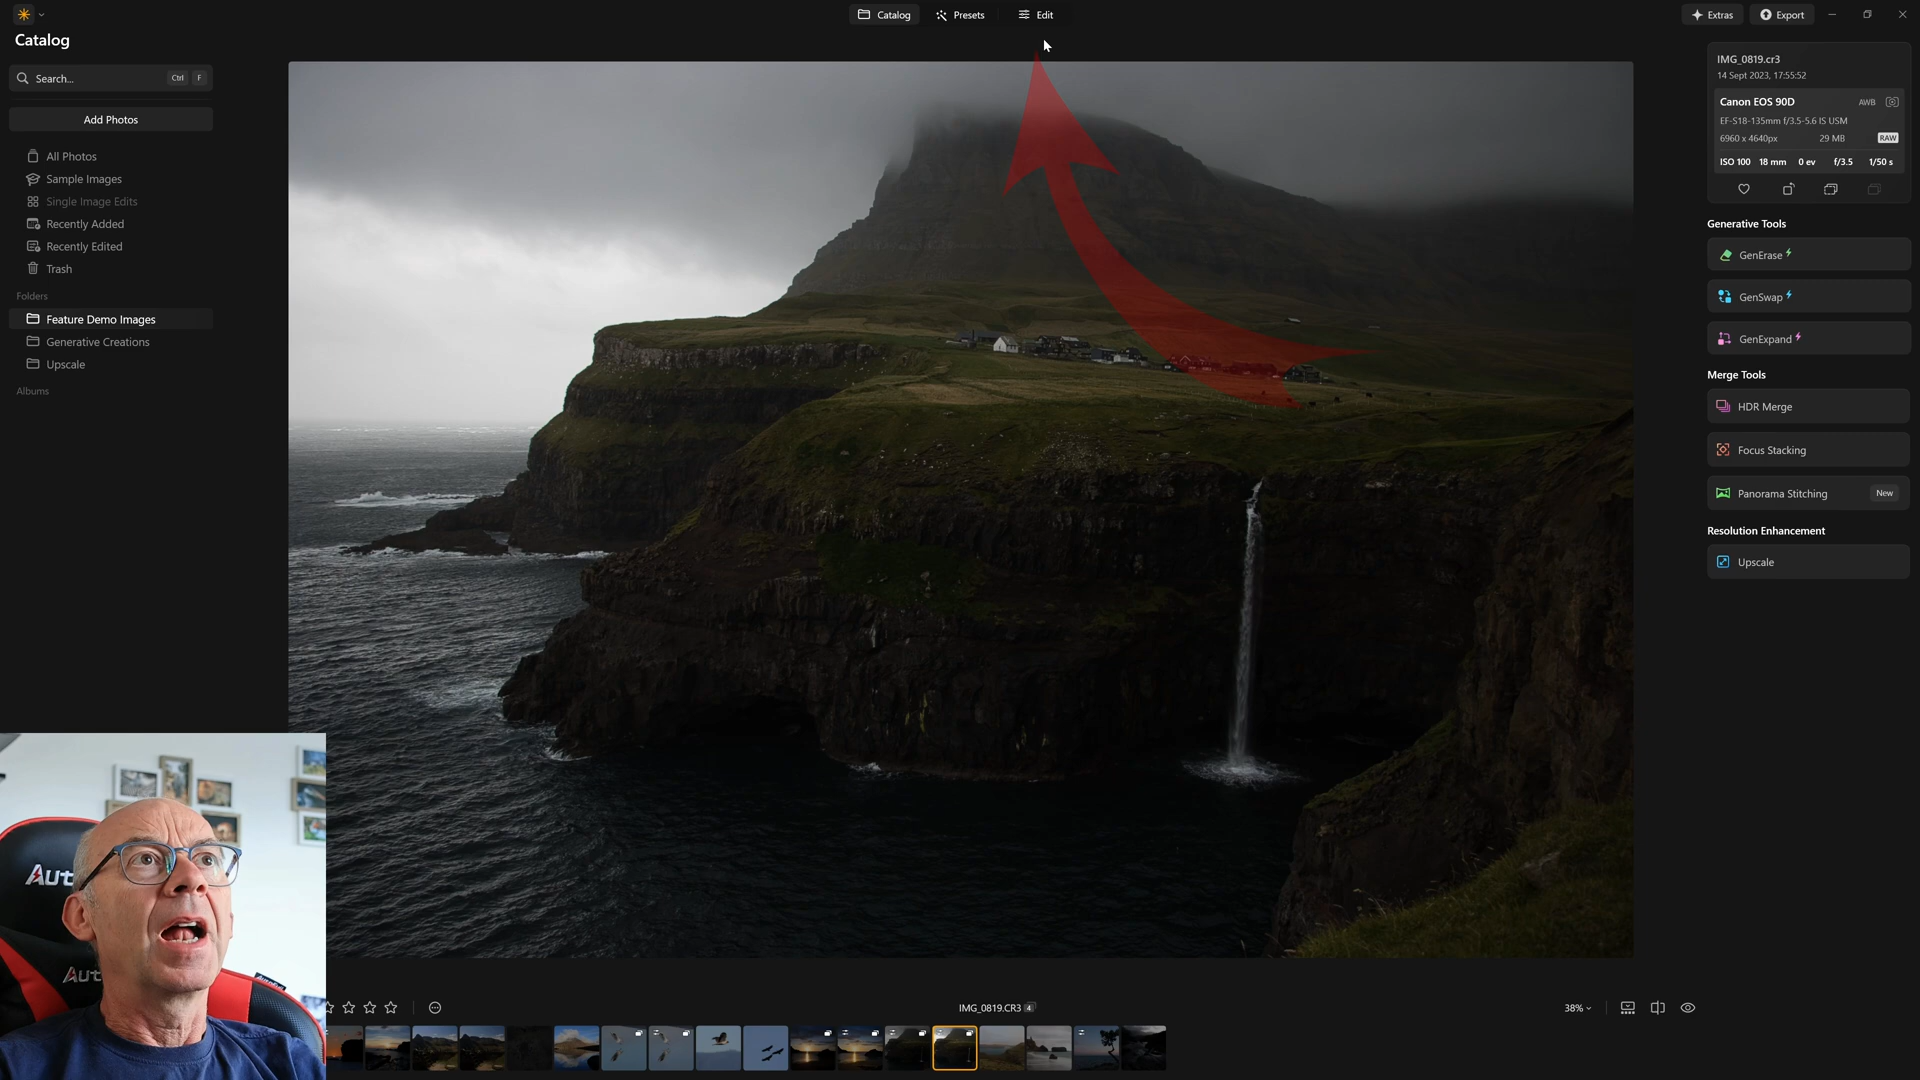 Catalog
Presets
Edit
Extras
Export
Catalog
Search...
Ctrl
F
Add Photos
All Photos
Sample Images
Single Image Edits
Recently Added
Recently Edited
Trash
Folders
Feature Demo Images
Generative Creations
Upscale
Albums
IMG_0819.cr3
14 Sept 2023, 17:55:52
Canon EOS 90D
AWB
EF-S18-135mm f/3.5-5.6 IS USM
6960 x 4640px
29 MB
RAW
ISO 100
18 mm
0 ev
f/3.5
1/50 s
Generative Tools
GenErase
GenSwap
GenExpand
Merge Tools
HDR Merge
Focus Stacking
Panorama Stitching
New
Resolution Enhancement
Upscale
IMG_0819.CR3
4
38%